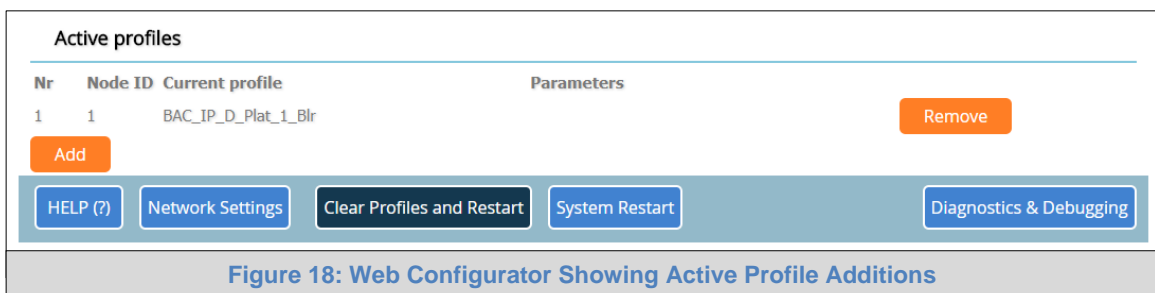 Active profiles
Nr Node ID Current profile Parameters
1 1 BAC_IP_D_Plat_1_Blr Remove
Add
HELP (?) Network Settings Clear Profiles and Restart System Restart Diagnostics & Debugging
Figure 18: Web Configurator Showing Active Profile Additions